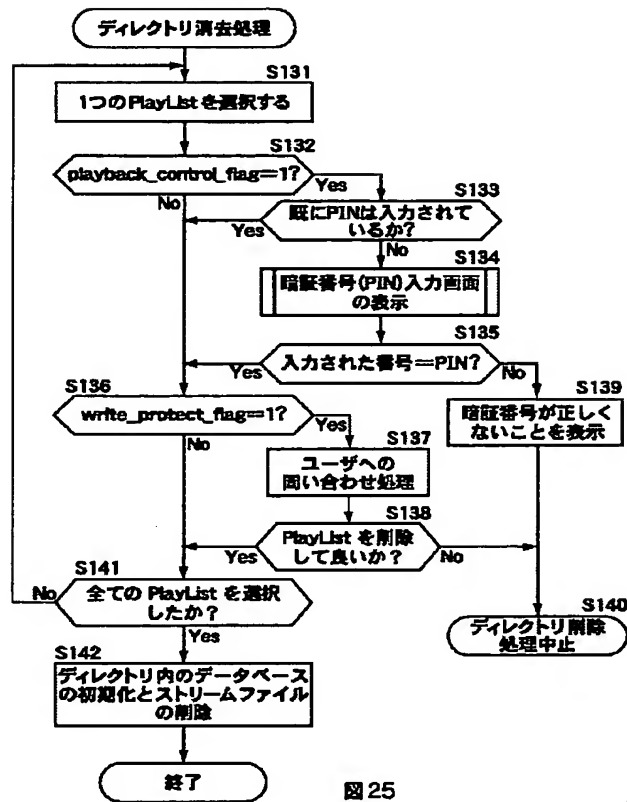 ディレクトリ消去処理
S131
1つのPlayListを選択する
S132
playback_control_flag=1?
Yes
No
S133
既にPINは入力されて
いるか?
Yes
No
S134
暗証番号(PIN)入力画面
の表示
S135
入力された番号=PIN?
Yes
No
S136
write_protect_flag=1?
Yes
No
S139
暗証番号が正しく
ないことを表示
S137
ユーザへの
問い合わせ処理
S138
PlayListを削除
して良いか?
Yes
No
S141
全てのPlayListを選択
したか?
No
Yes
S140
ディレクトリ削除
処理中止
S142
ディレクトリ内のデータベース
の初期化とストリームファイル
の削除
終了
図25